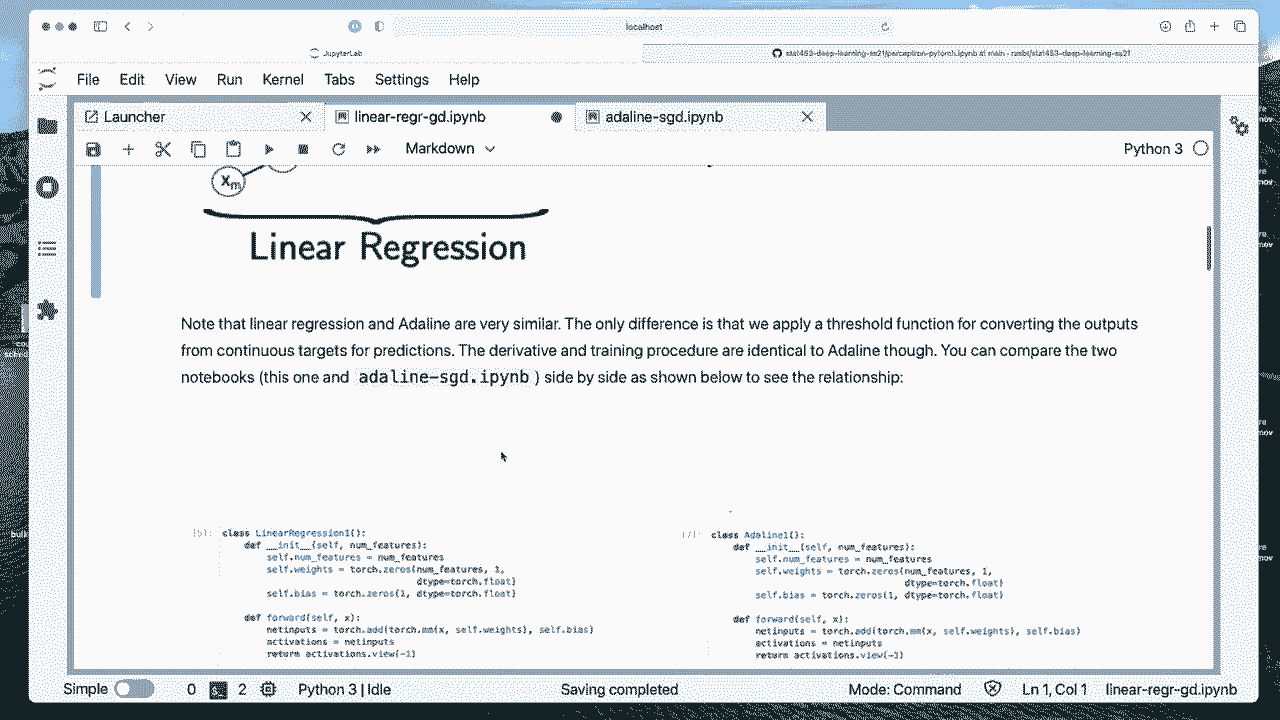 localhost
JupyterLab
stat453-deep-learning-ss21/perceptron-pytorch.ipynb at main · rasbt/stat453-deep-learning-ss21
File Edit View Run Kernel Tabs Settings Help
Launcher linear-regr-gd.ipynb adaline-sgd.ipynb
Markdown Python 3
Xm
Linear Regression
Note that linear regression and Adaline are very similar. The only difference is that we apply a threshold function for converting the outputs
from continuous targets for predictions. The derivative and training procedure are identical to Adaline though. You can compare the two
notebooks (this one and adaline-sgd.ipynb ) side by side as shown below to see the relationship:
[5]: class LinearRegression1():
def __init__(self, num_features):
self.num_features = num_features
self.weights = torch.zeros(num_features, 1,
dtype=torch.float)
self.bias = torch.zeros(1, dtype=torch.float)
def forward(self, x):
netinputs = torch.add(torch.mm(x, self.weights), self.bias)
activations = netinputs
return activations.view(-1)
[7]: class Adaline1():
def __init__(self, num_features):
self.num_features = num_features
self.weights = torch.zeros(num_features, 1,
dtype=torch.float)
self.bias = torch.zeros(1, dtype=torch.float)
def forward(self, x):
netinputs = torch.add(torch.mm(x, self.weights), self.bias)
activations = netinputs
return activations.view(-1)
Simple 0 2 Python 3 | Idle Saving completed Mode: Command Ln 1, Col 1 linear-regr-gd.ipynb